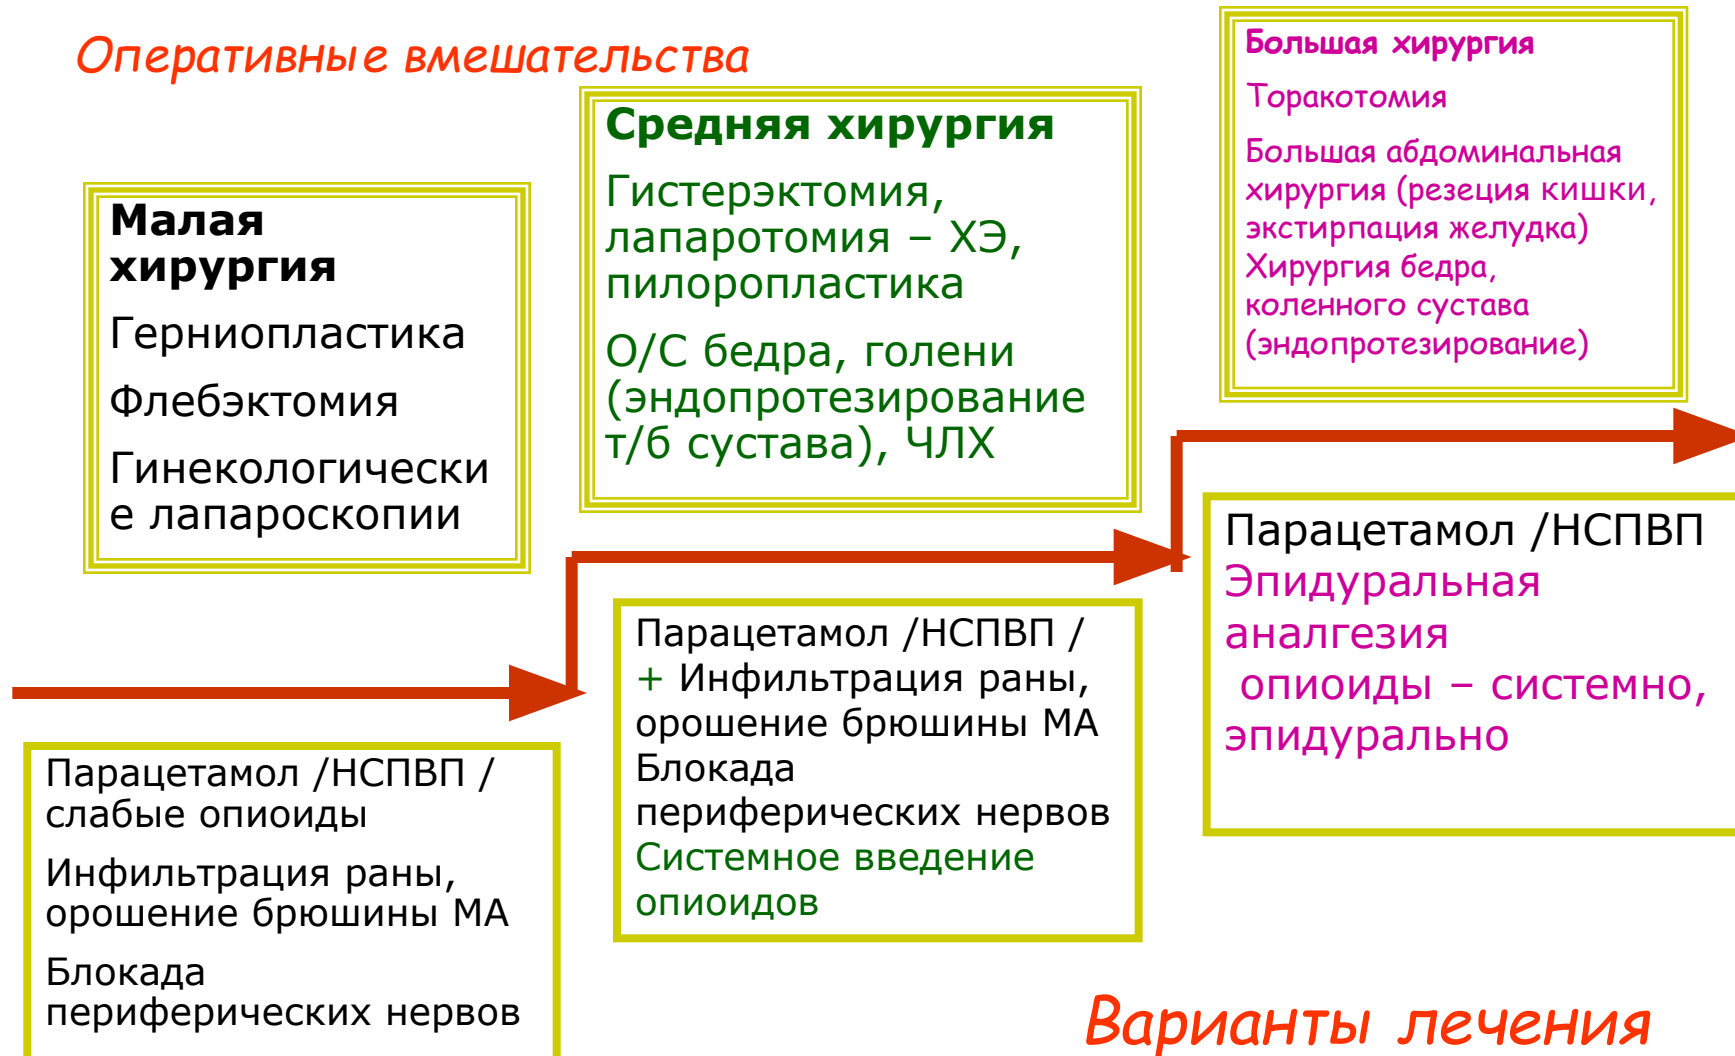 Оперативные вмешательства
Малая
хирургия
Герниопластика
Флебэктомия
Гинекологически
е лапароскопии
Средняя хирургия
Гистерэктомия,
лапаротомия – ХЭ,
пилоропластика
О/С бедра, голени
(эндопротезирование
т/б сустава), ЧЛХ
Большая хирургия
Торакотомия
Большая абдоминальная
хирургия (резеция кишки,
экстирпация желудка)
Хирургия бедра,
коленного сустава
(эндопротезирование)
Парацетамол /НСПВП /
слабые опиоиды
Инфильтрация раны,
орошение брюшины МА
Блокада
периферических нервов
Парацетамол /НСПВП /
+ Инфильтрация раны,
орошение брюшины МА
Блокада
периферических нервов
Системное введение
опиоидов
Парацетамол /НСПВП
Эпидуральная
аналгезия
опиоиды – системно,
эпидурально
Варианты лечения